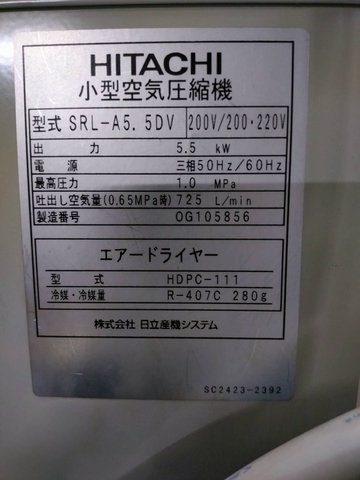 HITACHI
小型空気圧縮機
型式 SRL-A5.5DV 200V/200・220V
出力 5.5 kW
電源 三相50Hz/60Hz
最高圧力 1.0 MPa
吐出し空気量(0.65MPa時) 725 L/min
製造番号 OG105856
エアードライヤー
型式 HDPC-111
冷媒・冷媒量 R-407C 280g
株式会社 日立産機システム
SC2423-2392